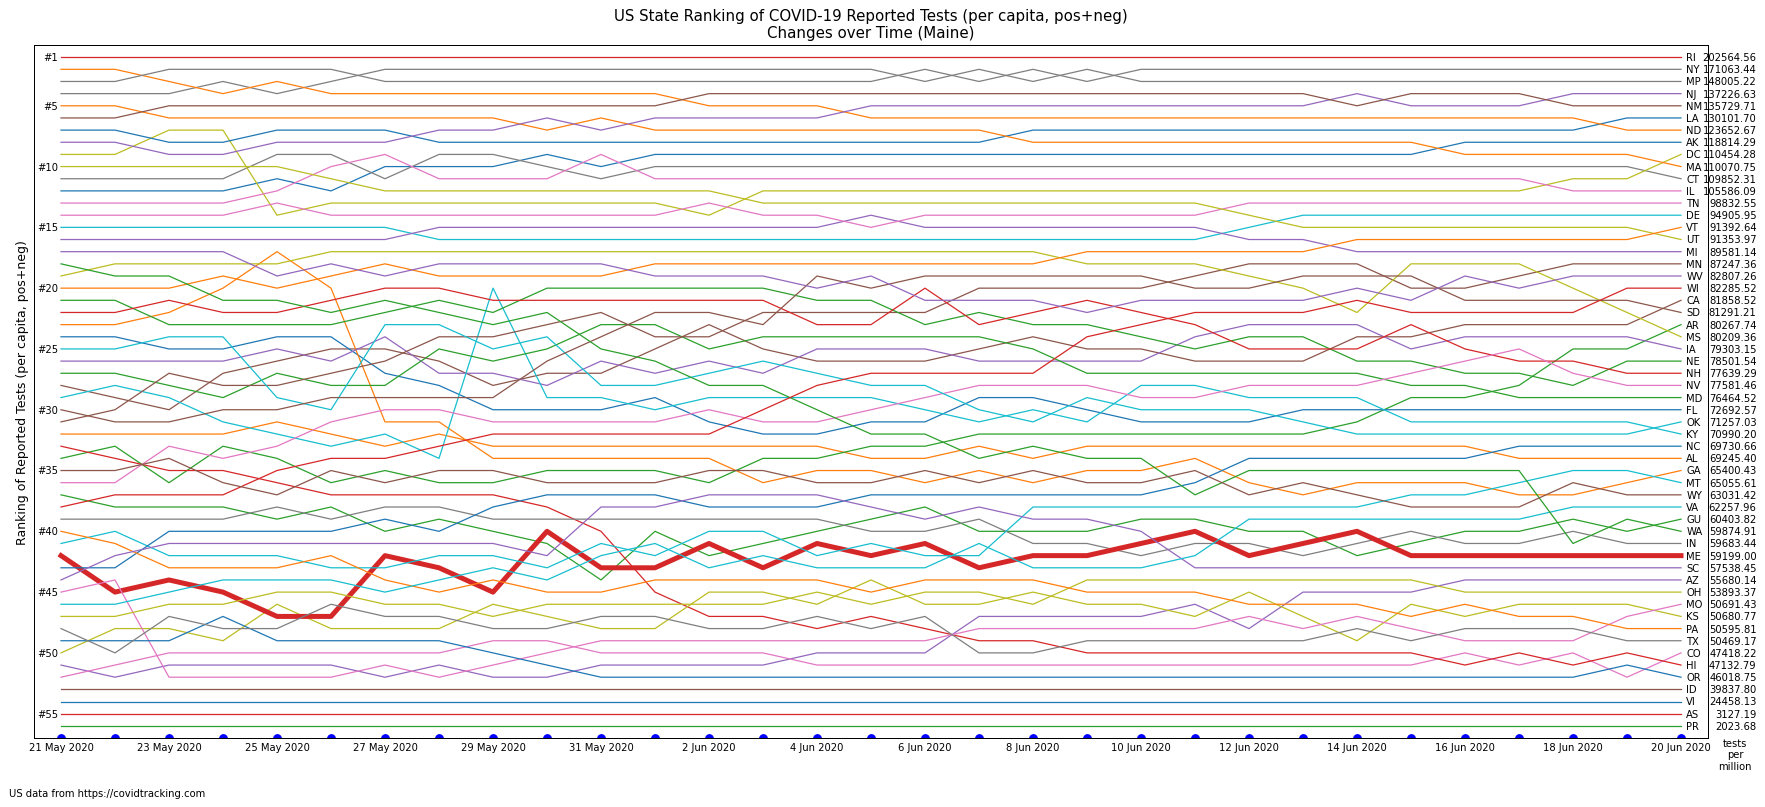 US State Ranking of COVID-19 Reported Tests (per capita, pos+neg)
Changes over Time (Maine)
Ranking of Reported Tests (per capita, pos+neg)
#1
#5
#10
#15
#20
#25
#30
#35
#40
#45
#50
#55
RI 202564.56
NY 171063.44
MP 148005.22
NJ 137226.63
NM 135729.71
LA 130101.70
ND 123652.67
AK 118814.29
DC 110454.28
MA 110070.75
CT 109852.31
IL 105586.09
TN 98832.55
DE 94905.95
VT 91392.64
UT 91353.97
MI 89581.14
MN 87247.36
WV 82807.26
WI 82285.52
CA 81858.52
SD 81291.21
AR 80267.74
MS 80209.36
IA 79303.15
NE 78501.54
NH 77639.29
NV 77581.46
MD 76464.52
FL 72692.57
OK 71257.03
KY 70990.20
NC 69730.66
AL 69245.40
GA 65400.43
MT 65055.61
WY 63031.42
VA 62257.96
GU 60403.82
WA 59874.91
IN 59683.44
ME 59199.00
SC 57538.45
AZ 55680.14
OH 53893.37
MO 50691.43
KS 50680.77
PA 50595.81
TX 50469.17
CO 47418.22
HI 47132.79
OR 46018.75
ID 39837.80
VI 24458.13
AS 3127.19
PR 2023.68
21 May 2020 23 May 2020 25 May 2020 27 May 2020 29 May 2020 31 May 2020 2 Jun 2020 4 Jun 2020 6 Jun 2020 8 Jun 2020 10 Jun 2020 12 Jun 2020 14 Jun 2020 16 Jun 2020 18 Jun 2020 20 Jun 2020
tests
per
million
US data from https://covidtracking.com